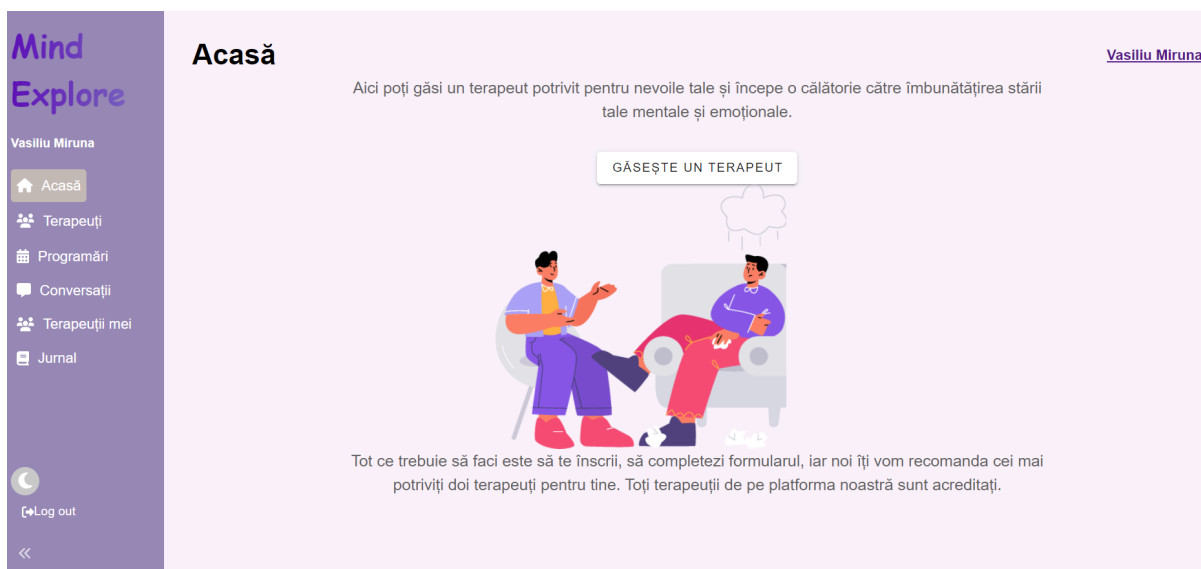 Mind
Explore
Vasiliu Miruna
Acasă
Terapeuți
Programări
Conversații
Terapeuții mei
Jurnal
Log out
Acasă
Vasiliu Miruna
Aici poți găsi un terapeut potrivit pentru nevoile tale și începe o călătorie către îmbunătățirea stării
tale mentale și emoționale.
GĂSEȘTE UN TERAPEUT
Tot ce trebuie să faci este să te înscrii, să completezi formularul, iar noi îți vom recomanda cei mai
potriviți doi terapeuți pentru tine. Toți terapeuții de pe platforma noastră sunt acreditați.